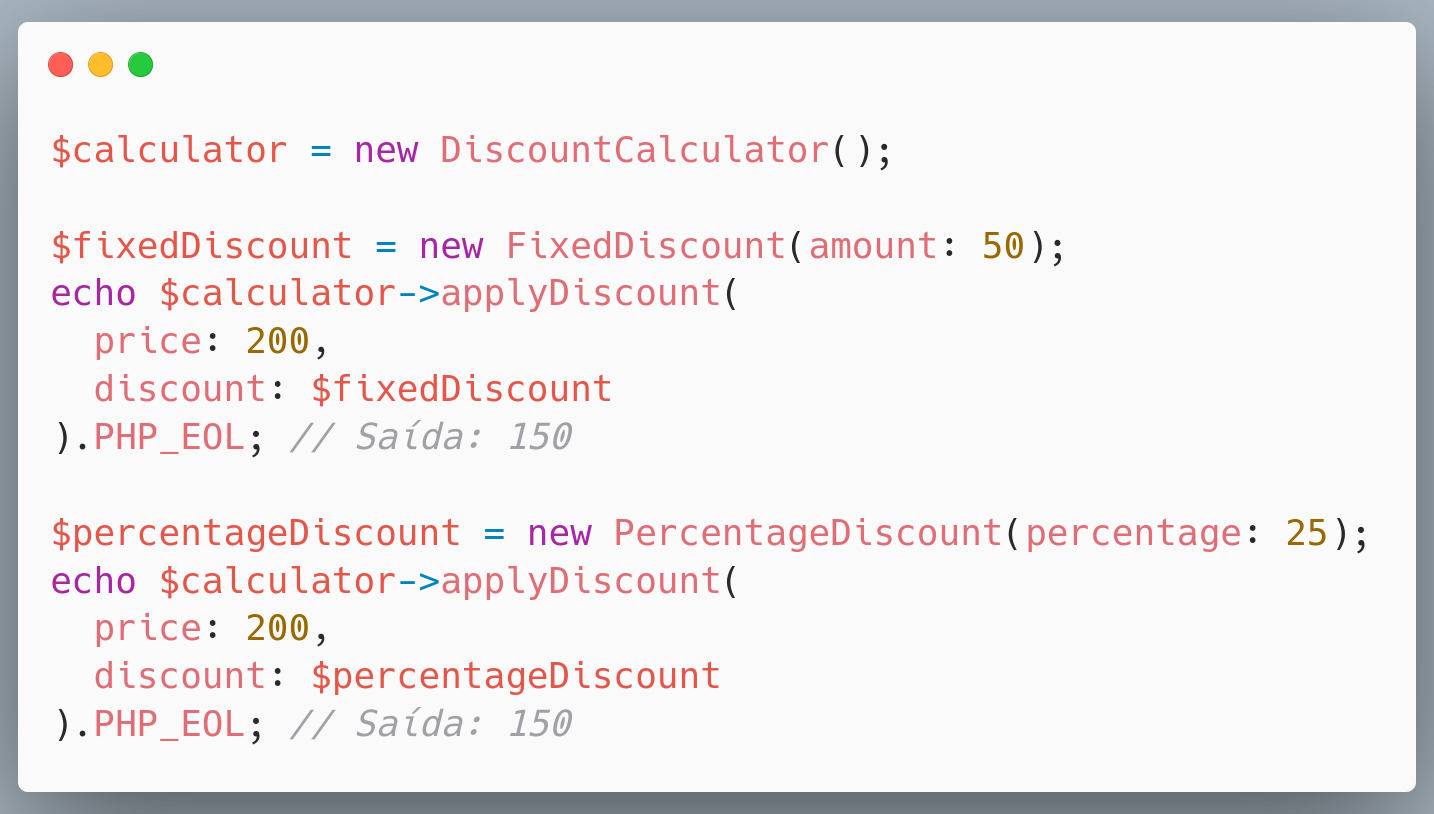 $calculator = new DiscountCalculator();

$fixedDiscount = new FixedDiscount(amount: 50);
echo $calculator->applyDiscount(
  price: 200,
  discount: $fixedDiscount
).PHP_EOL; // Saída: 150

$percentageDiscount = new PercentageDiscount(percentage: 25);
echo $calculator->applyDiscount(
  price: 200,
  discount: $percentageDiscount
).PHP_EOL; // Saída: 150